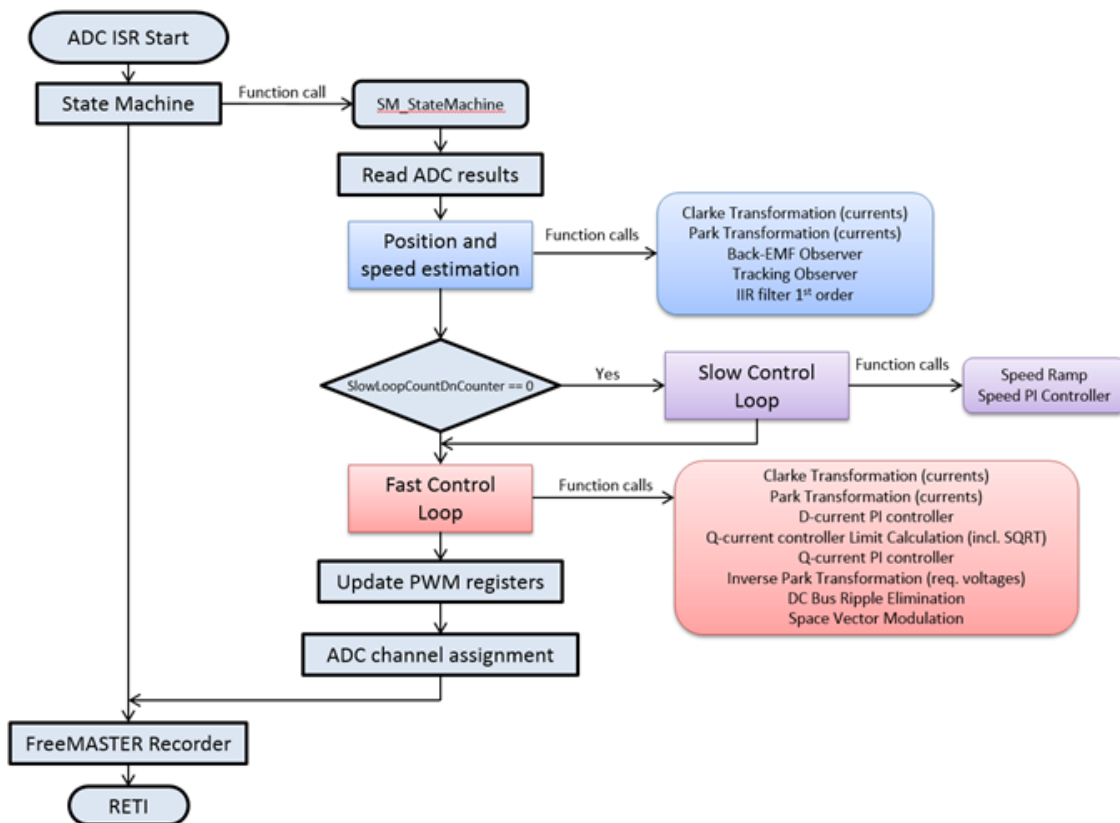 ADC ISR Start
State Machine
Function call
SM_StateMachine
Read ADC results
Position and
speed estimation
Function calls
Clarke Transformation (currents)
Park Transformation (currents)
Back-EMF Observer
Tracking Observer
IIR filter 1st order
SlowLoopCountDnCounter == 0
Yes
Slow Control
Loop
Function calls
Speed Ramp
Speed PI Controller
Fast Control
Loop
Function calls
Clarke Transformation (currents)
Park Transformation (currents)
D-current PI controller
Q-current controller Limit Calculation (incl. SQRT)
Q-current PI controller
Inverse Park Transformation (req. voltages)
DC Bus Ripple Elimination
Space Vector Modulation
Update PWM registers
ADC channel assignment
FreeMASTER Recorder
RETI